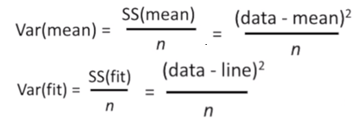 Var(mean) = SS(mean)/n = (data - mean)²/n
Var(fit) = SS(fit)/n = (data - line)²/n